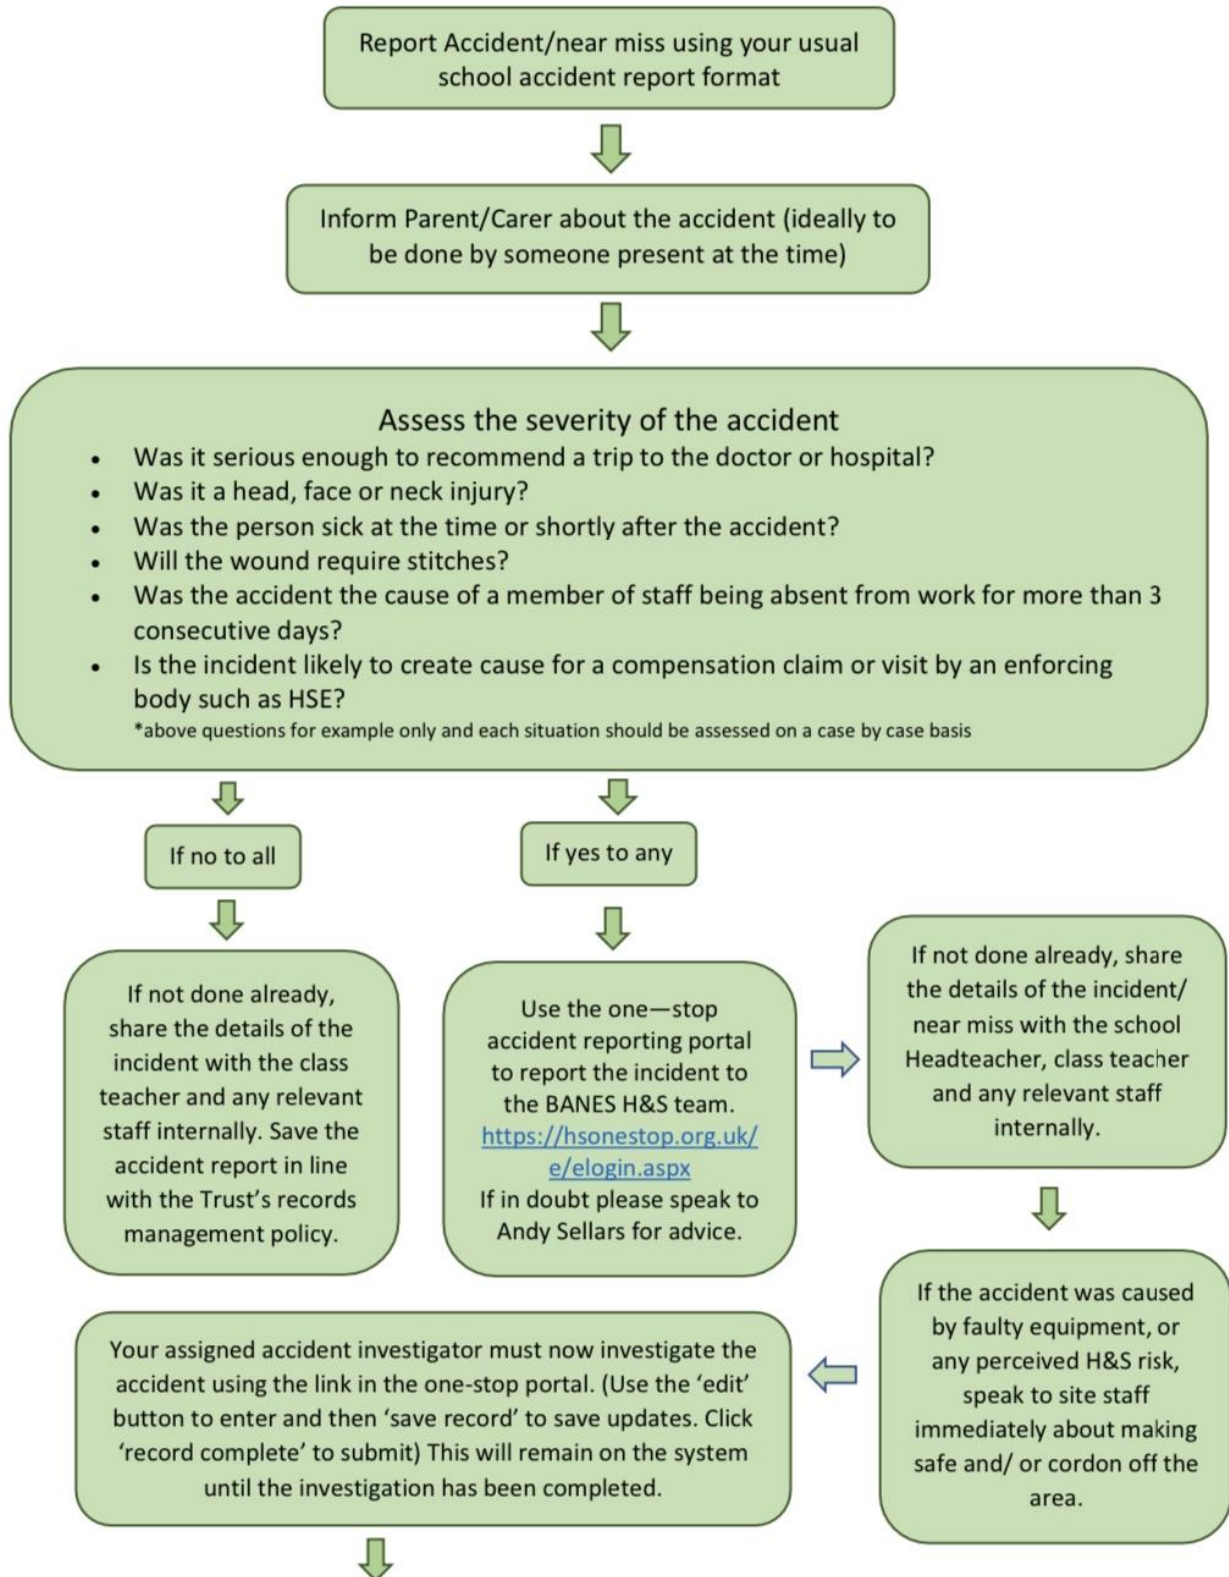 Report Accident/near miss using your usual
school accident report format
Inform Parent/Carer about the accident (ideally to
be done by someone present at the time)
Assess the severity of the accident
• Was it serious enough to recommend a trip to the doctor or hospital?
• Was it a head, face or neck injury?
• Was the person sick at the time or shortly after the accident?
• Will the wound require stitches?
• Was the accident the cause of a member of staff being absent from work for more than 3
consecutive days?
• Is the incident likely to create cause for a compensation claim or visit by an enforcing
body such as HSE?
*above questions for example only and each situation should be assessed on a case by case basis
If no to all
If yes to any
If not done already,
share the details of the
incident with the class
teacher and any relevant
staff internally. Save the
accident report in line
with the Trust’s records
management policy.
Use the one—stop
accident reporting portal
to report the incident to
the BANES H&S team.
https://hsonestop.org.uk/
e/elogin.aspx
If in doubt please speak to
Andy Sellars for advice.
If not done already, share
the details of the incident/
near miss with the school
Headteacher, class teacher
and any relevant staff
internally.
If the accident was caused
by faulty equipment, or
any perceived H&S risk,
speak to site staff
immediately about making
safe and/ or cordon off the
area.
Your assigned accident investigator must now investigate the
accident using the link in the one-stop portal. (Use the ‘edit’
button to enter and then ‘save record’ to save updates. Click
‘record complete’ to submit) This will remain on the system
until the investigation has been completed.